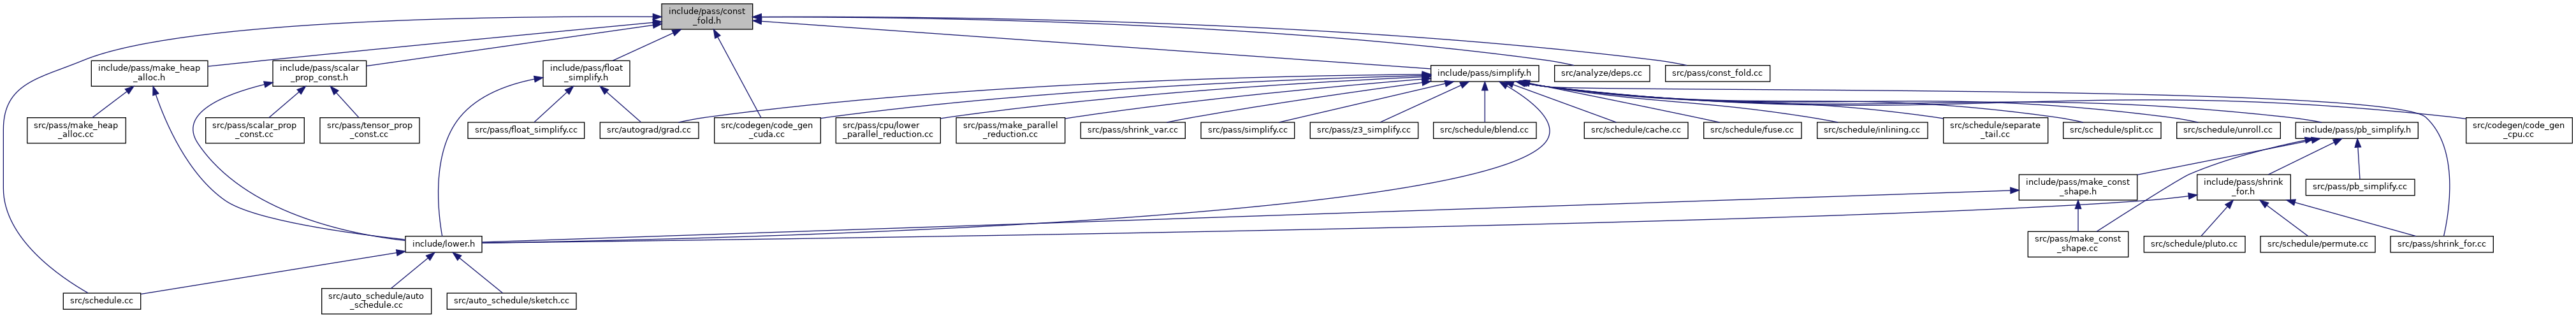 include/pass/const
_fold.h
include/pass/make_heap
_alloc.h
include/pass/scalar
_prop_const.h
include/pass/float
_simplify.h
include/pass/simplify.h
src/analyze/deps.cc
src/pass/const_fold.cc
src/pass/make_heap
_alloc.cc
src/pass/scalar_prop
_const.cc
src/pass/tensor_prop
_const.cc
src/pass/float_simplify.cc
src/autograd/grad.cc
src/codegen/code_gen
_cuda.cc
src/pass/cpu/lower
_parallel_reduction.cc
src/pass/make_parallel
_reduction.cc
src/pass/shrink_var.cc
src/pass/simplify.cc
src/pass/z3_simplify.cc
src/schedule/blend.cc
src/schedule/cache.cc
src/schedule/fuse.cc
src/schedule/inlining.cc
src/schedule/separate
_tail.cc
src/schedule/split.cc
src/schedule/unroll.cc
include/pass/pb_simplify.h
src/codegen/code_gen
_cpu.cc
include/pass/make_const
_shape.h
include/pass/shrink
_for.h
src/pass/pb_simplify.cc
include/lower.h
src/pass/make_const
_shape.cc
src/schedule/pluto.cc
src/schedule/permute.cc
src/pass/shrink_for.cc
src/schedule.cc
src/auto_schedule/auto
_schedule.cc
src/auto_schedule/sketch.cc